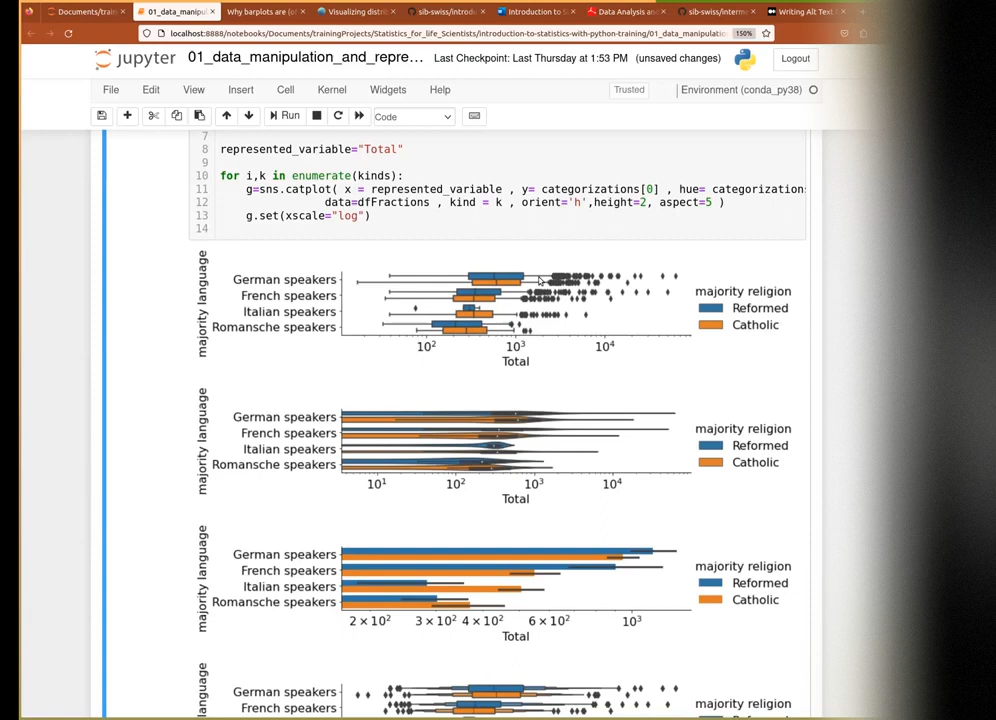 Documents/train
01_data_manipul
Why barplots are (o
Visualizing distri
sib-swiss/introdu
Introduction to S
Data Analysis and
sib-swiss/interm
Writing Alt Text
localhost:8888/notebooks/Documents/trainingProjects/Statistics_for_life_Scientists/introduction-to-statistics-with-python-training/01_data_manipulatio
150%
jupyter 01_data_manipulation_and_repre... Last Checkpoint: Last Thursday at 1:53 PM (unsaved changes)
Logout
File Edit View Insert Cell Kernel Widgets Help
Trusted
Environment (conda_py38)
Run
Code
7
8 represented_variable="Total"
9
10 for i,k in enumerate(kinds):
11 g=sns.catplot( x = represented_variable , y= categorizations[0] , hue= categorizations
12 data=dfFractions , kind = k , orient='h',height=2, aspect=5 )
13 g.set(xscale="log")
14
majority language
German speakers
French speakers
Italian speakers
Romansche speakers
10² 10³ 10⁴
Total
majority religion
Reformed
Catholic
majority language
German speakers
French speakers
Italian speakers
Romansche speakers
10¹ 10² 10³ 10⁴
Total
majority religion
Reformed
Catholic
majority language
German speakers
French speakers
Italian speakers
Romansche speakers
2 × 10² 3 × 10² 4 × 10² 6 × 10² 10³
Total
majority religion
Reformed
Catholic
language
German speakers
French speakers
majority religion